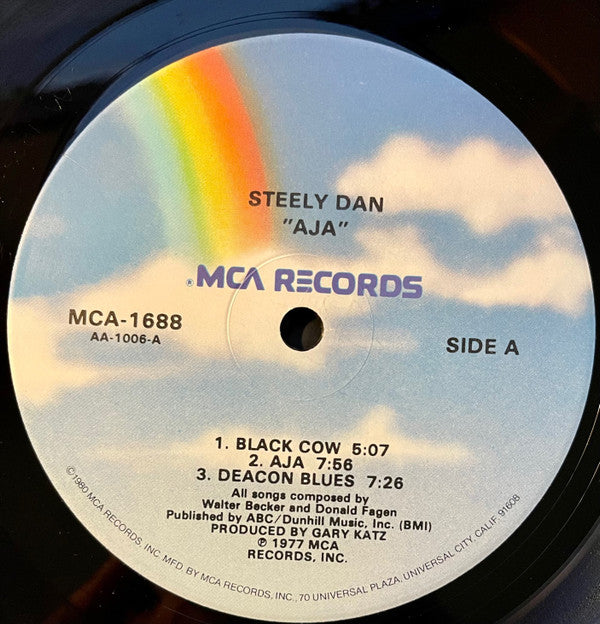 STEELY DAN
"AJA"
® MCA RECORDS
MCA-1688
AA-1006-A
SIDE A
1. BLACK COW 5:07
2. AJA 7:56
3. DEACON BLUES 7:26
All songs composed by
Walter Becker and Donald Fagen
Published by ABC/Dunhill Music, Inc. (BMI)
PRODUCED BY GARY KATZ
℗ 1977 MCA
RECORDS, INC.
©1980 MCA RECORDS, INC. MFD. BY MCA RECORDS, INC., 70 UNIVERSAL PLAZA, UNIVERSAL CITY, CALIF. 91608